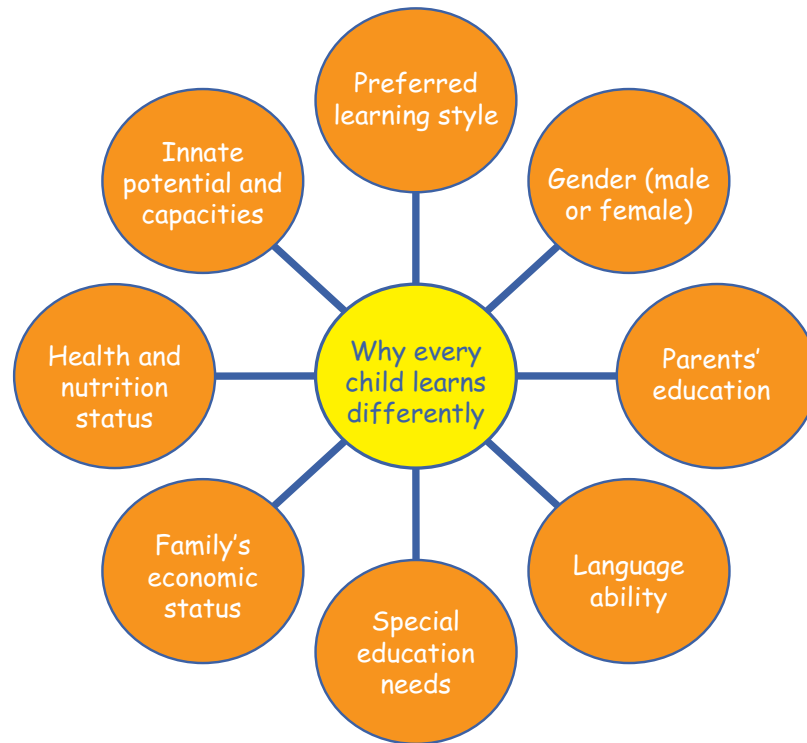 Preferred
learning style
Gender (male
or female)
Parents’
education
Language
ability
Special
education
needs
Family’s
economic
status
Health and
nutrition
status
Innate
potential and
capacities
Why every
child learns
differently